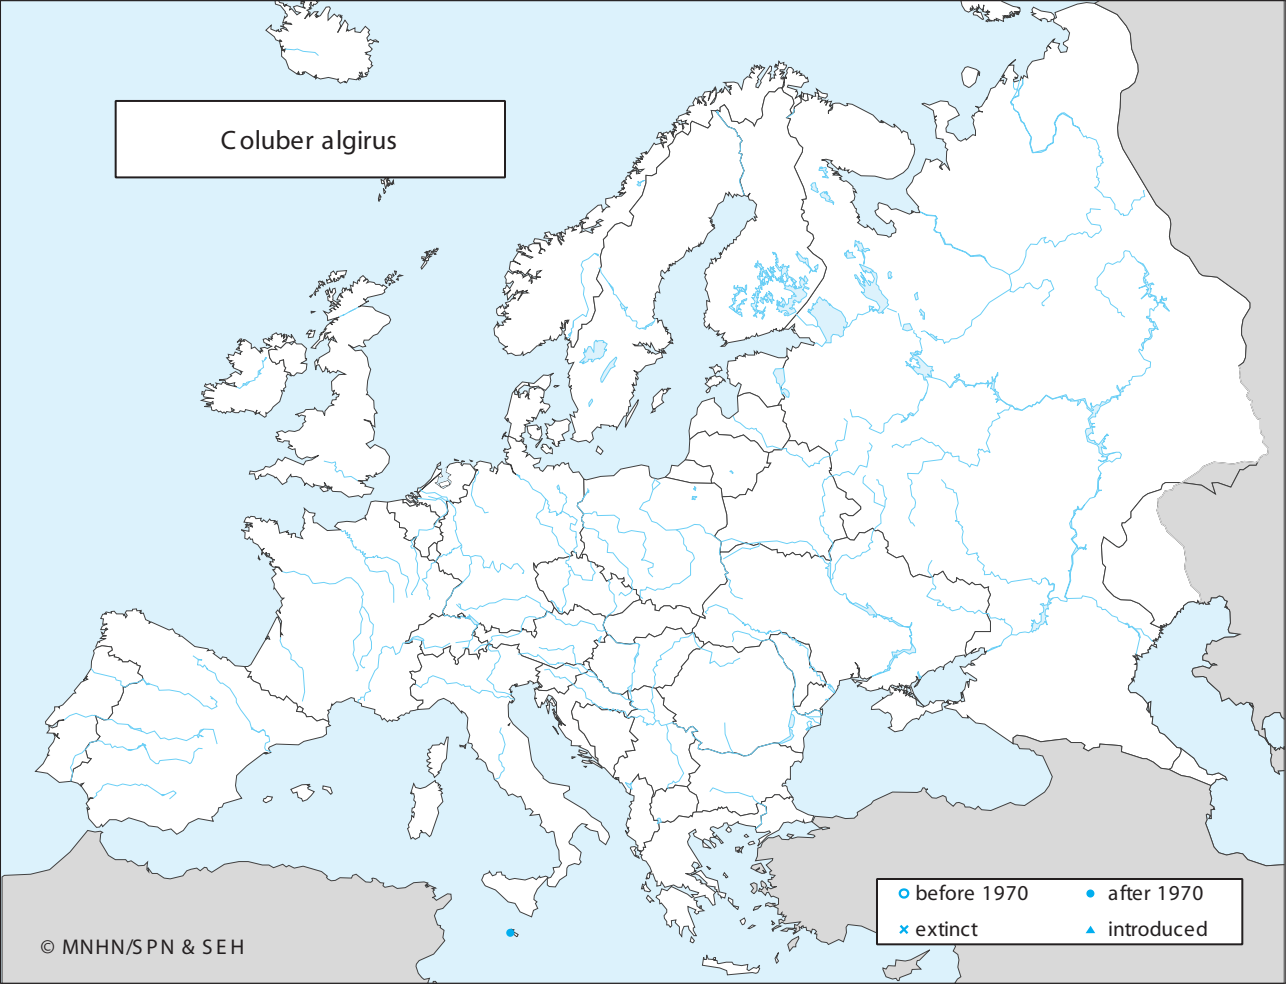 Coluber algirus
before 1970
after 1970
extinct
introduced
© MNHN/SPN & SEH